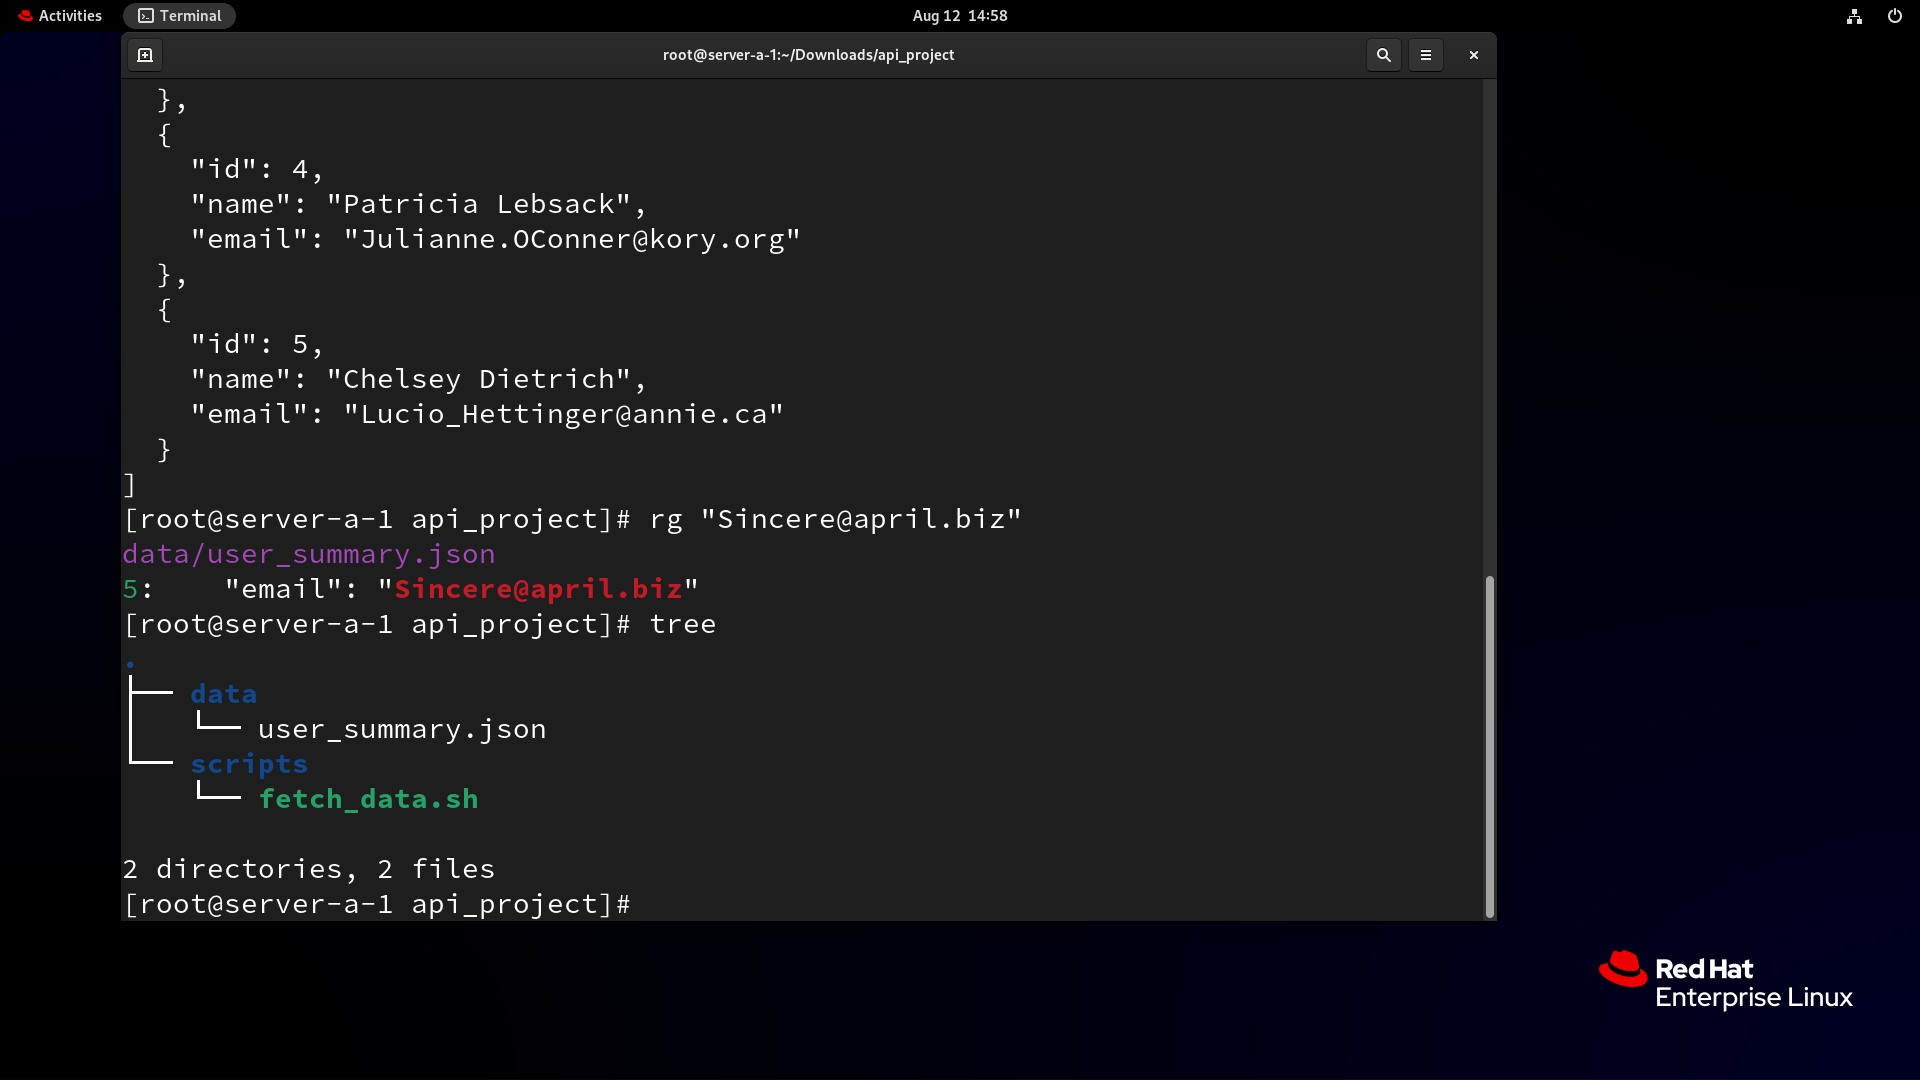 Activities
Terminal
Aug 12 14:58
root@server-a-1:~/Downloads/api_project
  },
  {
    "id": 4,
    "name": "Patricia Lebsack",
    "email": "Julianne.OConner@kory.org"
  },
  {
    "id": 5,
    "name": "Chelsey Dietrich",
    "email": "Lucio_Hettinger@annie.ca"
  }
]
[root@server-a-1 api_project]# rg "Sincere@april.biz"
data/user_summary.json
5:    "email": "Sincere@april.biz"
[root@server-a-1 api_project]# tree
.
├── data
│   └── user_summary.json
└── scripts
    └── fetch_data.sh
2 directories, 2 files
[root@server-a-1 api_project]#
Red Hat
Enterprise Linux